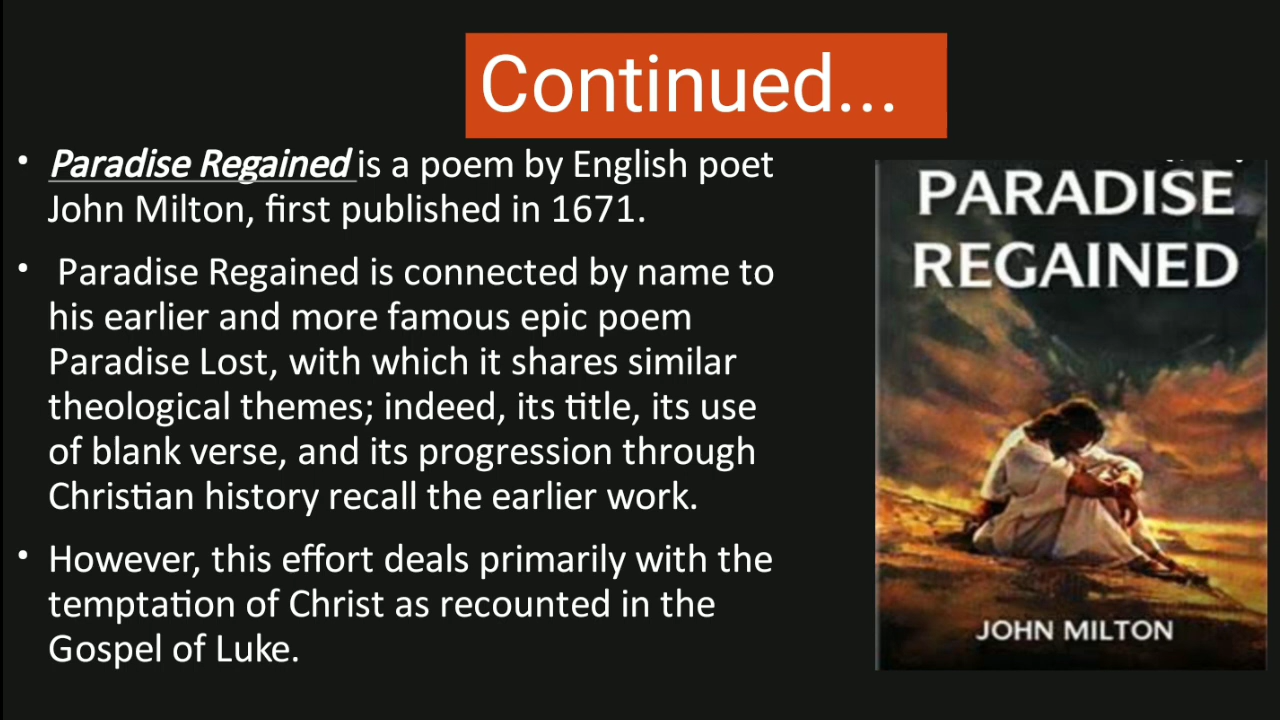 Continued...
• Paradise Regained is a poem by English poet
John Milton, first published in 1671.
• Paradise Regained is connected by name to
his earlier and more famous epic poem
Paradise Lost, with which it shares similar
theological themes; indeed, its title, its use
of blank verse, and its progression through
Christian history recall the earlier work.
• However, this effort deals primarily with the
temptation of Christ as recounted in the
Gospel of Luke.
PARADISE
REGAINED
JOHN MILTON